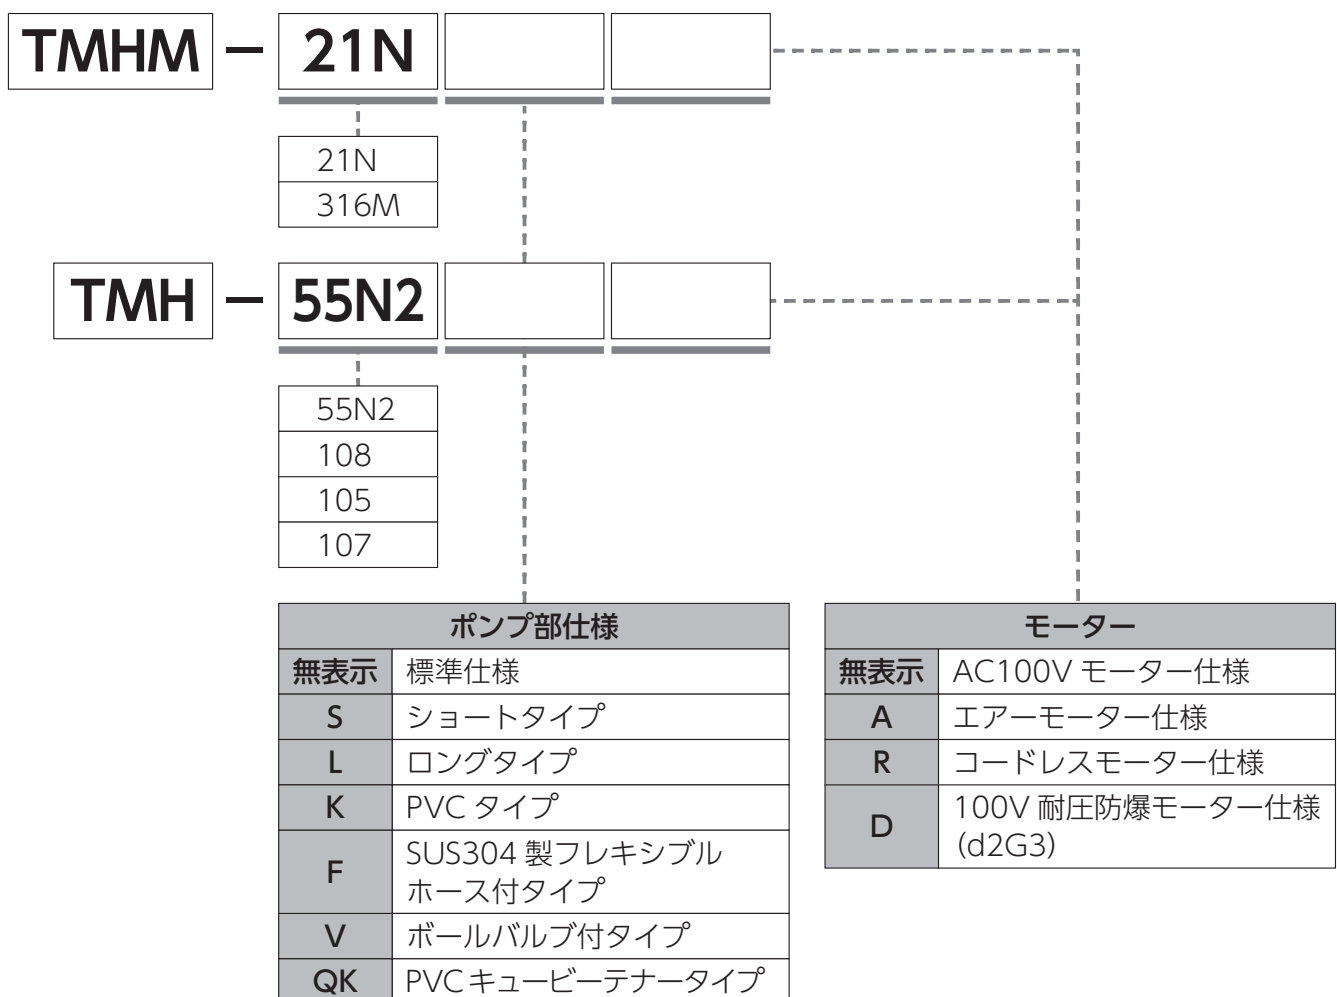 TMHM － 21N
21N
316M
TMH － 55N2
55N2
108
105
107
ポンプ部仕様
無表示 標準仕様
S ショートタイプ
L ロングタイプ
K PVC タイプ
F SUS304 製フレキシブル
ホース付タイプ
V ボールバルブ付タイプ
QK PVCキュービーテナータイプ
モーター
無表示 AC100V モーター仕様
A エアーモーター仕様
R コードレスモーター仕様
D 100V 耐圧防爆モーター仕様
（d2G3）